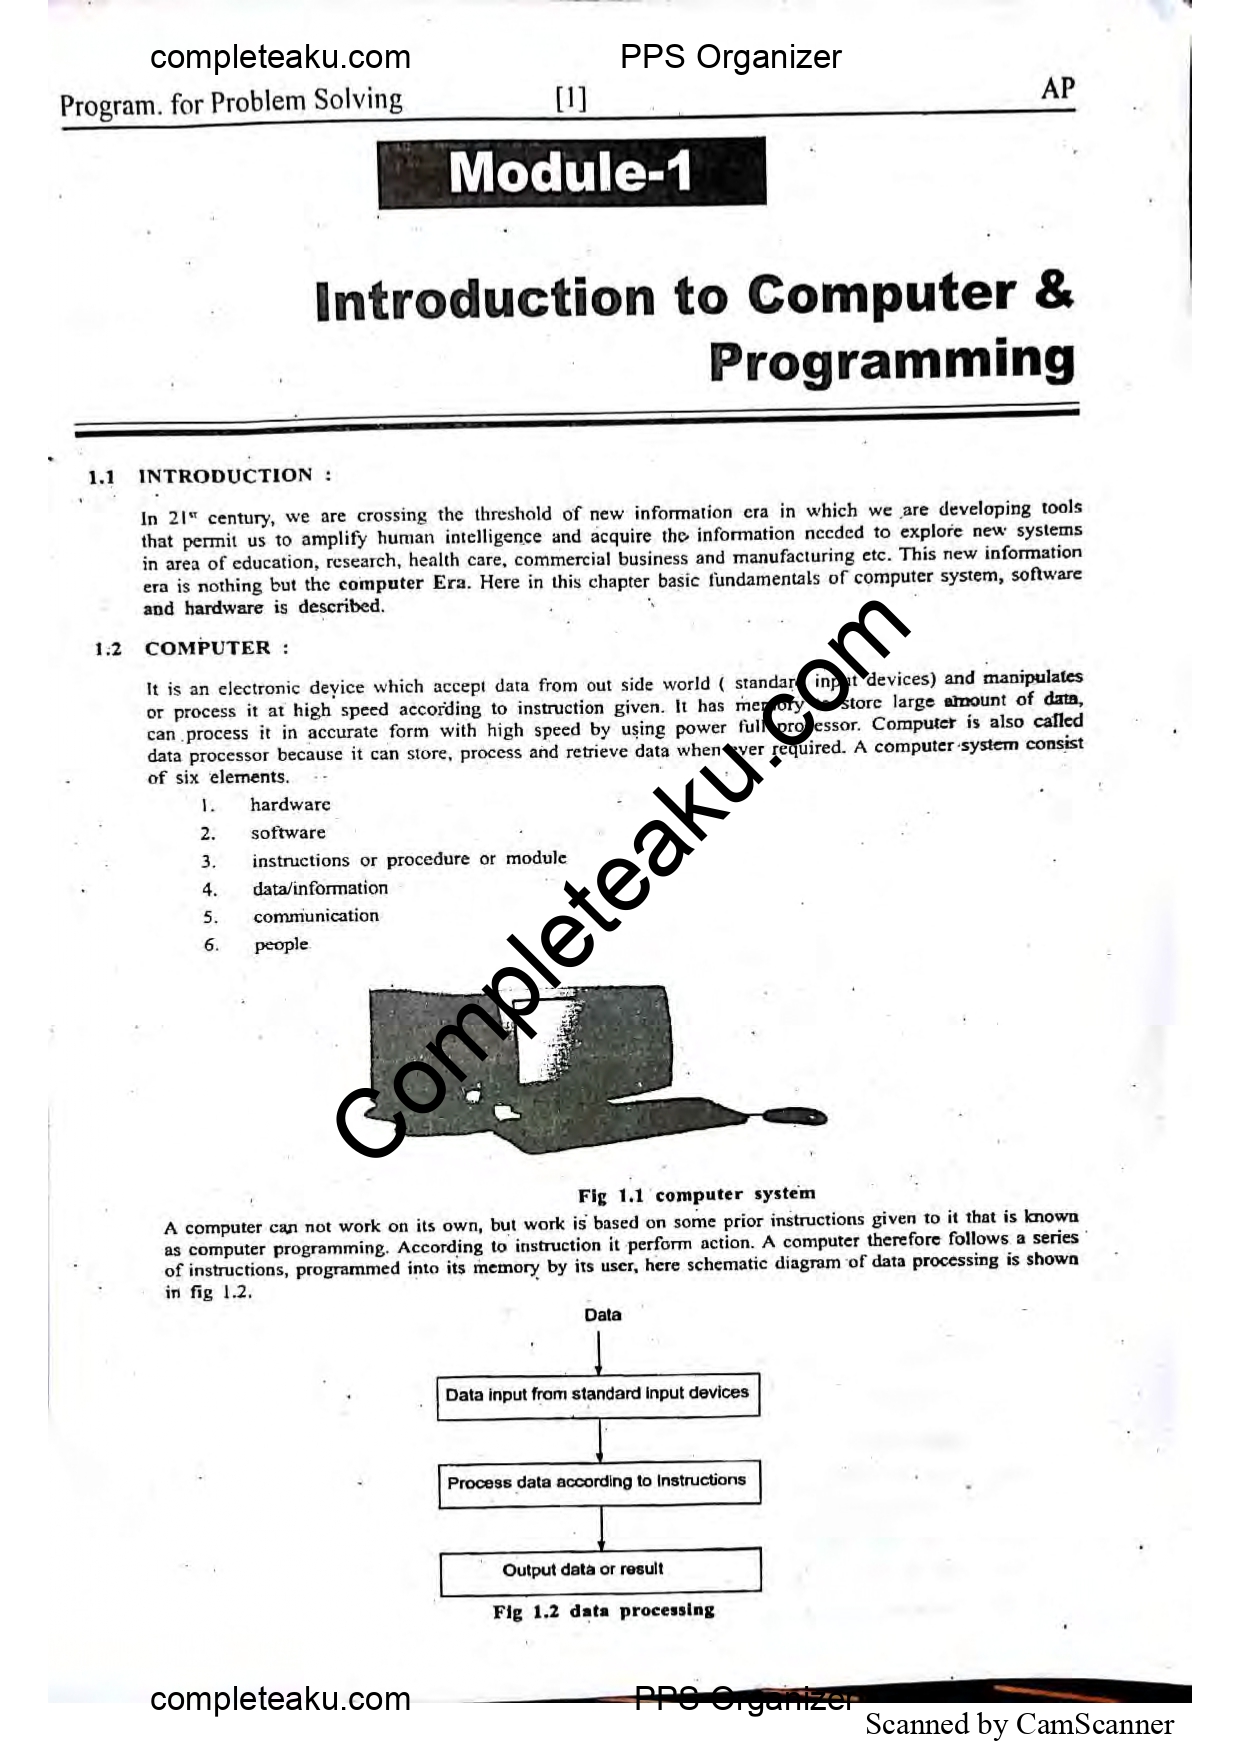 completeaku.com PPS Organizer
Program. for Problem Solving [1] AP
Module-1
Introduction to Computer &
Programming
1.1 INTRODUCTION :
In 21st century, we are crossing the threshold of new information era in which we are developing tools
that permit us to amplify human intelligence and acquire the information needed to explore new systems
in area of education, research, health care, commercial business and manufacturing etc. This new information
era is nothing but the computer Era. Here in this chapter basic fundamentals of computer system, software
and hardware is described.
1.2 COMPUTER :
It is an electronic device which accept data from out side world ( standard input devices) and manipulates
or process it at high speed according to instruction given. It has memory to store large amount of data,
can process it in accurate form with high speed by using power full processor. Computer is also called
data processor because it can store, process and retrieve data when ever required. A computer system consist
of six elements.
1. hardware
2. software
3. instructions or procedure or module
4. data/information
5. communication
6. people
Completeaku.com
Fig 1.1 computer system
A computer can not work on its own, but work is based on some prior instructions given to it that is known
as computer programming. According to instruction it perform action. A computer therefore follows a series
of instructions, programmed into its memory by its user, here schematic diagram of data processing is shown
in fig 1.2.
Data
Data input from standard input devices
Process data according to Instructions
Output data or result
Fig 1.2 data processing
completeaku.com PPS Organizer
Scanned by CamScanner